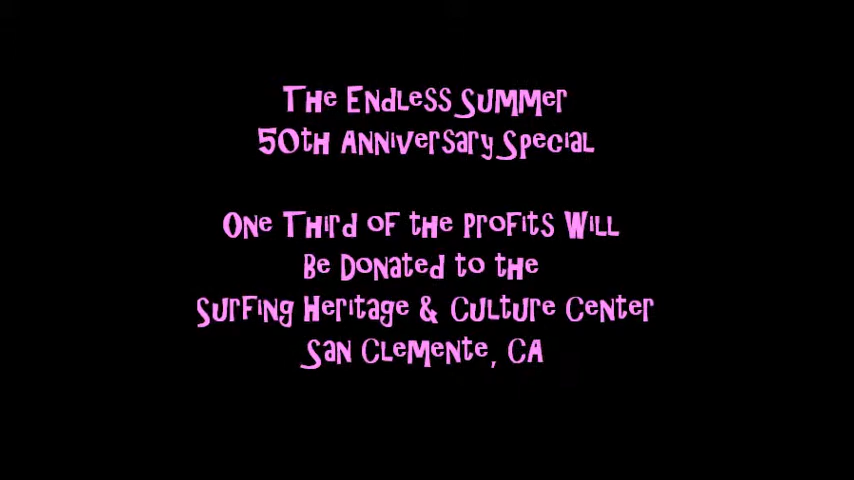 The Endless Summer
50th Anniversary Special
One Third of the Profits Will
Be Donated to the
Surfing Heritage & Culture Center
San Clemente, CA